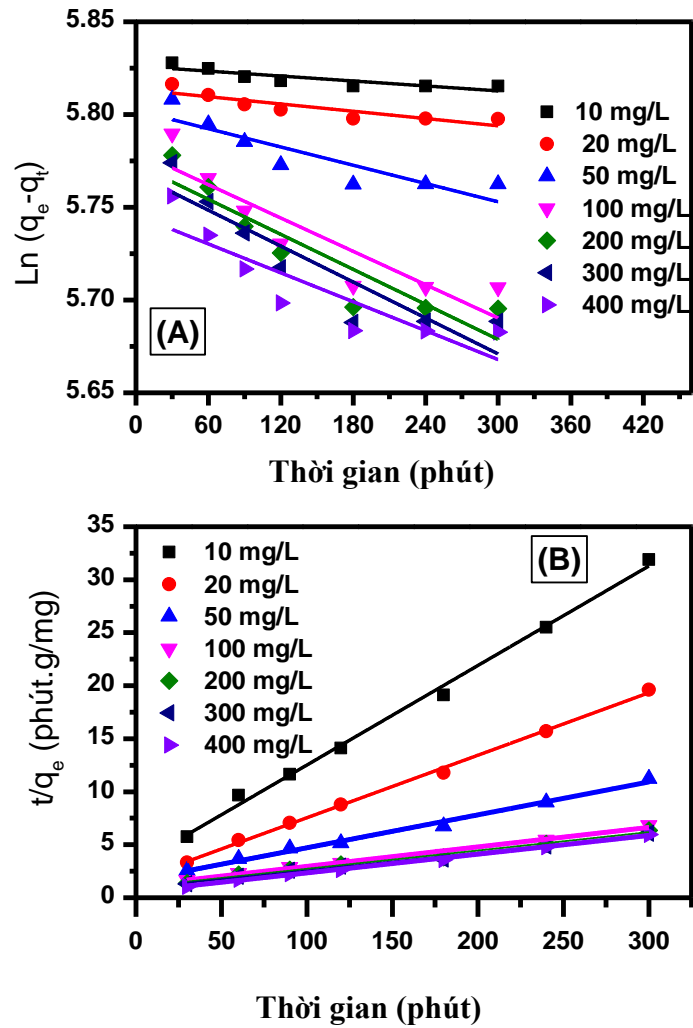 5.85
5.80
5.75
5.70
5.65
Ln (qₑ-qₜ)
10 mg/L
20 mg/L
50 mg/L
100 mg/L
200 mg/L
300 mg/L
400 mg/L
(A)
0 60 120 180 240 300 360 420
Thời gian (phút)
35
30
25
20
15
10
5
0
t/qₑ (phút.g/mg)
10 mg/L
20 mg/L
50 mg/L
100 mg/L
200 mg/L
300 mg/L
400 mg/L
(B)
0 50 100 150 200 250 300
Thời gian (phút)